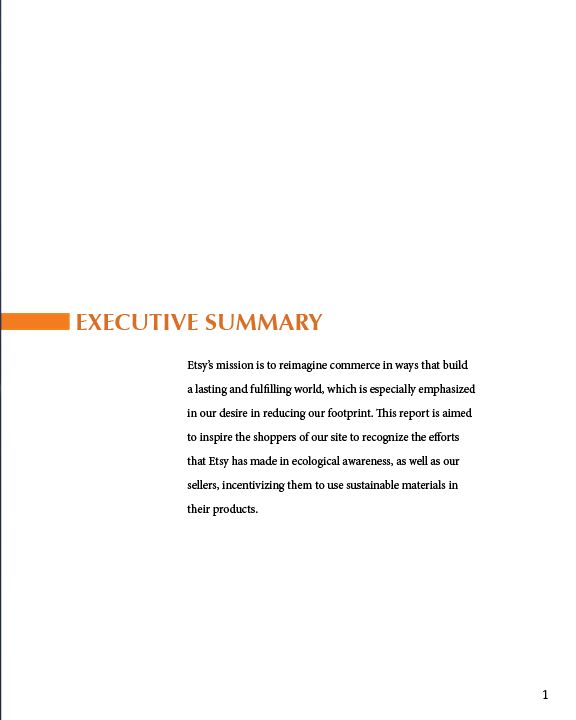 EXECUTIVE SUMMARY
Etsy's mission is to reimagine commerce in ways that build
a lasting and fulfilling world, which is especially emphasized
in our desire in reducing our footprint. This report is aimed
to inspire the shoppers of our site to recognize the efforts
that Etsy has made in ecological awareness, as well as our
sellers, incentivizing them to use sustainable materials in
their products.
1